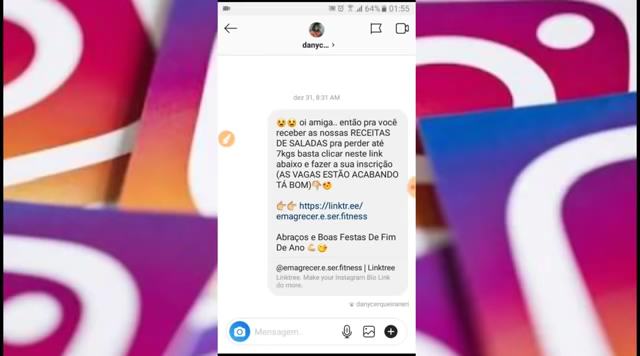 64% 01:55
danyc... >
dez 31, 8:31 AM
😝😝 oi amiga.. então pra você
receber as nossas RECEITAS
DE SALADAS pra perder até
7kgs basta clicar neste link
abaixo e fazer a sua inscrição
(AS VAGAS ESTÃO ACABANDO
TÁ BOM)👇🏼🧐
👉🏼👉🏼 https://linktr.ee/
emagrecer.e.ser.fitness
Abraços e Boas Festas De Fim
De Ano 💪🏼😋
@emagrecer.e.ser.fitness | Linktree
Linktree. Make your Instagram Bio Link
do more.
Mensagem..